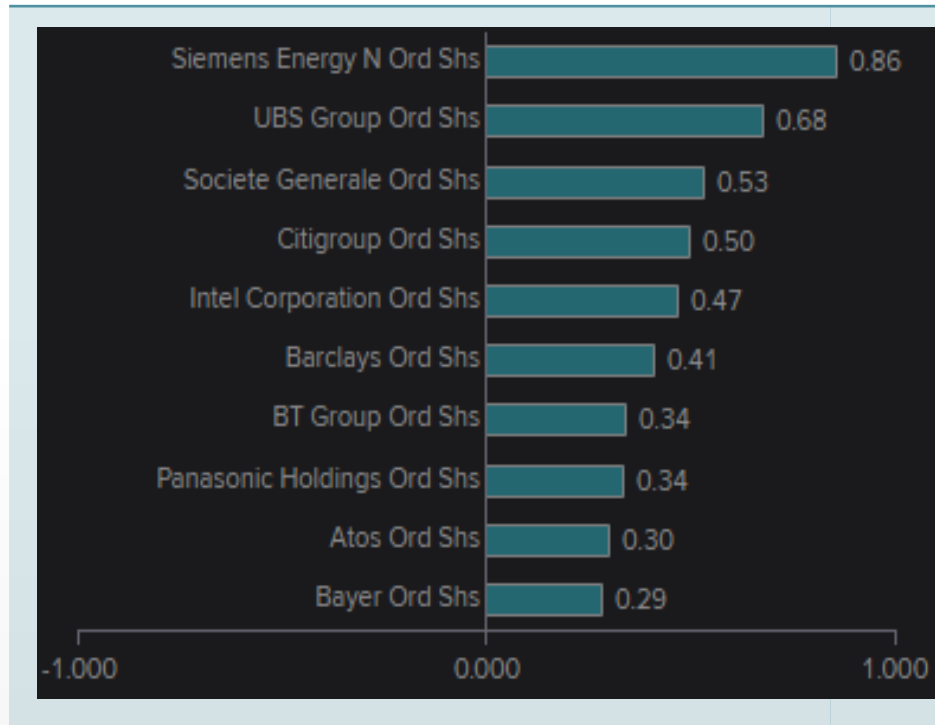 Siemens Energy N Ord Shs 0.86
UBS Group Ord Shs 0.68
Societe Generale Ord Shs 0.53
Citigroup Ord Shs 0.50
Intel Corporation Ord Shs 0.47
Barclays Ord Shs 0.41
BT Group Ord Shs 0.34
Panasonic Holdings Ord Shs 0.34
Atos Ord Shs 0.30
Bayer Ord Shs 0.29
-1.000 0.000 1.000